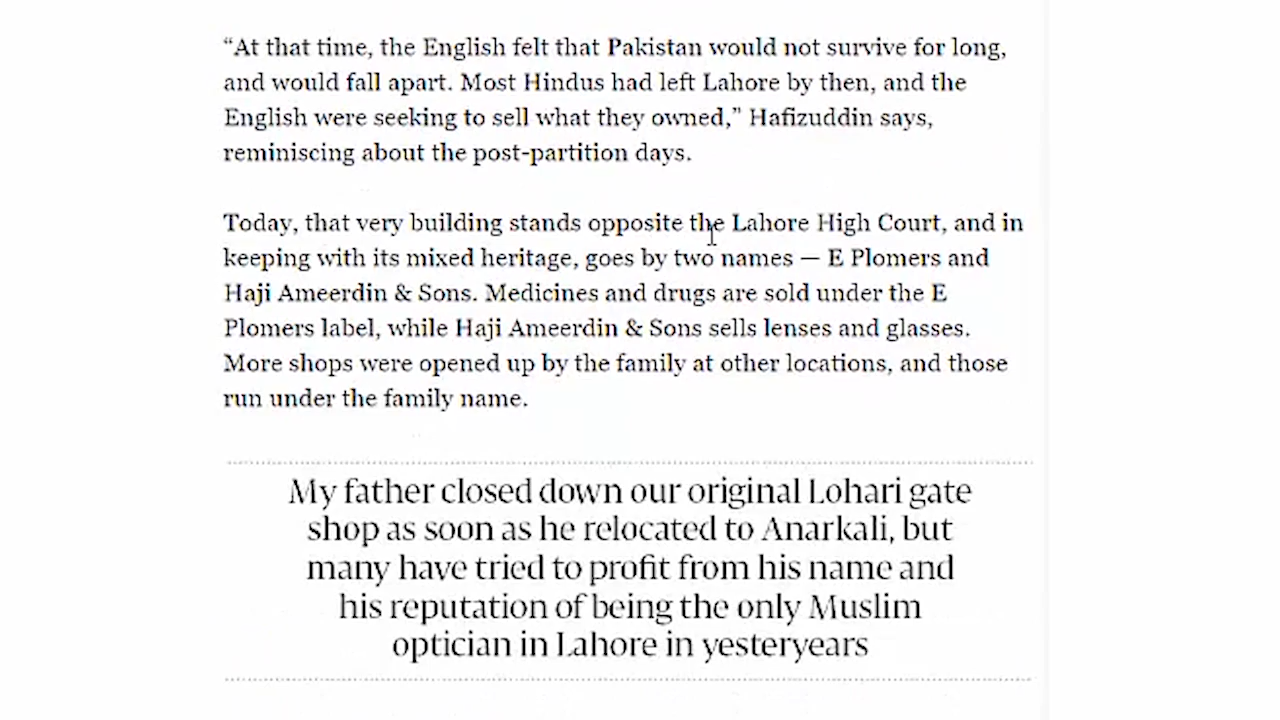 “At that time, the English felt that Pakistan would not survive for long,
and would fall apart. Most Hindus had left Lahore by then, and the
English were seeking to sell what they owned,” Hafizuddin says,
reminiscing about the post-partition days.
Today, that very building stands opposite the Lahore High Court, and in
keeping with its mixed heritage, goes by two names — E Plomers and
Haji Ameerdin & Sons. Medicines and drugs are sold under the E
Plomers label, while Haji Ameerdin & Sons sells lenses and glasses.
More shops were opened up by the family at other locations, and those
run under the family name.
My father closed down our original Lohari gate
shop as soon as he relocated to Anarkali, but
many have tried to profit from his name and
his reputation of being the only Muslim
optician in Lahore in yesteryears